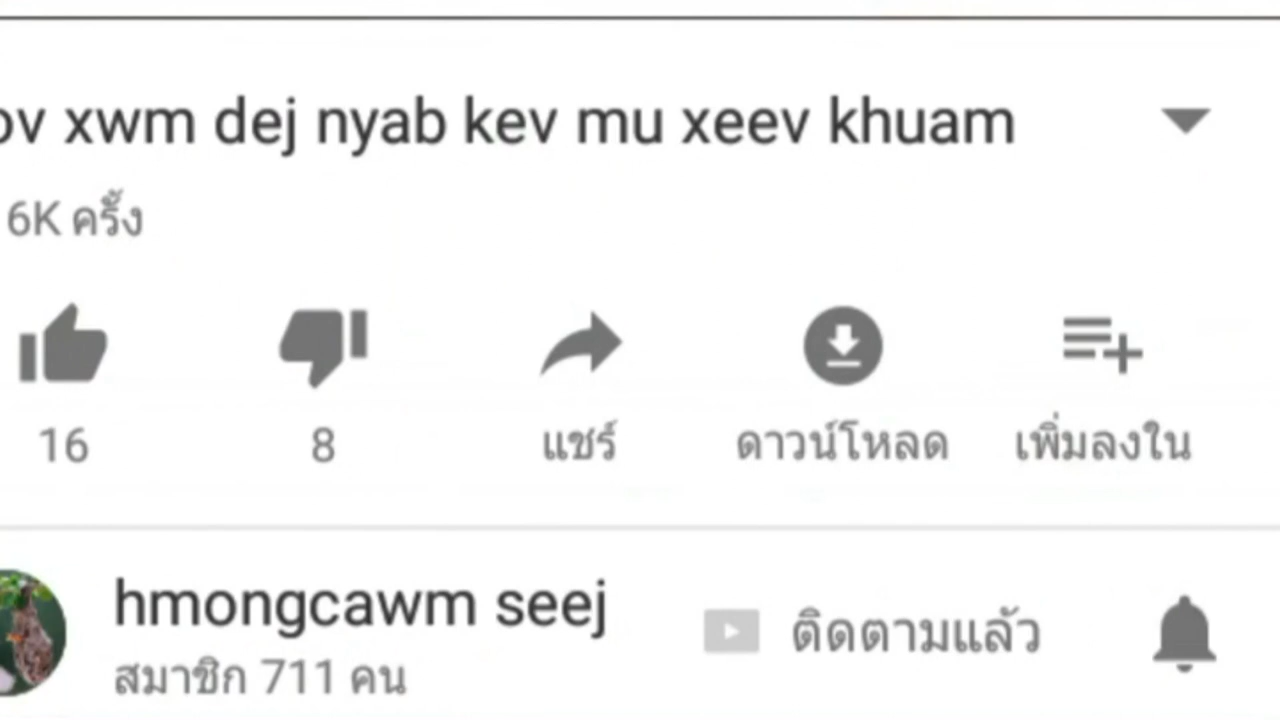 xwm dej nyab kev mu xeev khuam
6K ครั้ง
16 8 แชร์ ดาวน์โหลด เพิ่มลงใน
hmongcawm seej
ติดตามแล้ว
สมาชิก 711 คน